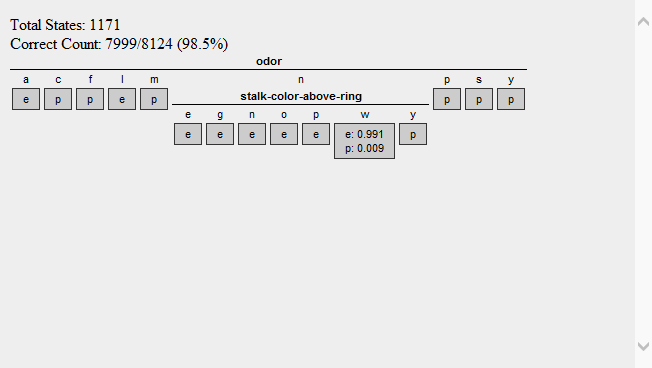 Total States: 1171
Correct Count: 7999/8124 (98.5%)
odor
a c f l m n p s y
e p p e p stalk-color-above-ring p p p
e g n o p w y
e e e e e e: 0.991 p
p: 0.009